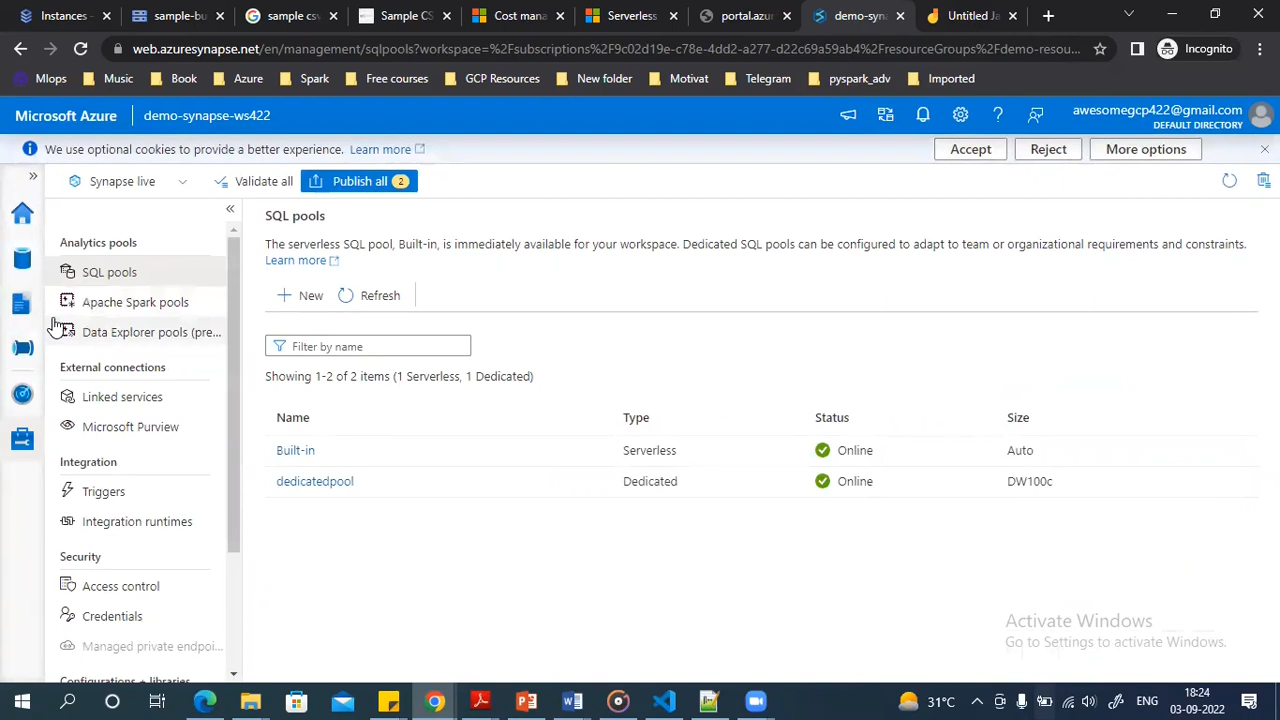 Instances -
sample-bu
sample csv
Sample CS
Cost mana
Serverless
portal.azur
demo-syna
Untitled Ja
web.azuresynapse.net/en/management/sqlpools?workspace=%2Fsubscriptions%2F9c02d19e-c78e-4dd2-a277-d22c69a59ab4%2FresourceGroups%2Fdemo-resou...
Incognito
Mlops
Music
Book
Azure
Spark
Free courses
GCP Resources
New folder
Motivat
Telegram
pyspark_adv
Imported
Microsoft Azure
demo-synapse-ws422
awesomegcp422@gmail.com
DEFAULT DIRECTORY
We use optional cookies to provide a better experience. Learn more
Accept
Reject
More options
Synapse live
Validate all
Publish all 2
Analytics pools
SQL pools
Apache Spark pools
Data Explorer pools (pre...
External connections
Linked services
Microsoft Purview
Integration
Triggers
Integration runtimes
Security
Access control
Credentials
Managed private endpoi...
Configurations + libraries
SQL pools
The serverless SQL pool, Built-in, is immediately available for your workspace. Dedicated SQL pools can be configured to adapt to team or organizational requirements and constraints.
Learn more
New
Refresh
Filter by name
Showing 1-2 of 2 items (1 Serverless, 1 Dedicated)
Name Type Status Size
Built-in Serverless Online Auto
dedicatedpool Dedicated Online DW100c
Activate Windows
Go to Settings to activate Windows.
31°C
ENG
18:24
03-09-2022